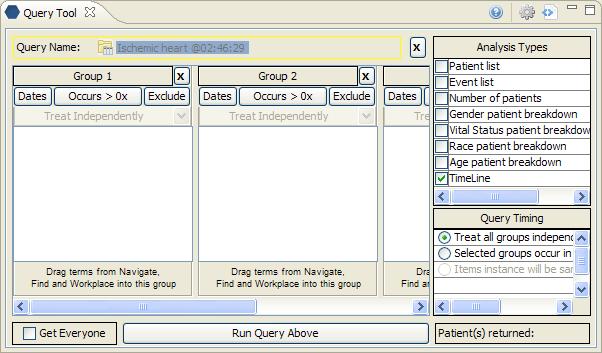 Query Tool
Query Name: Ischemic heart @02:46:29 X
Analysis Types
Patient list
Event list
Number of patients
Gender patient breakdown
Vital Status patient breakdow
Race patient breakdown
Age patient breakdown
TimeLine
Group 1 X
Dates Occurs > 0x Exclude
Treat Independently
Drag terms from Navigate,
Find and Workplace into this group
Group 2 X
Dates Occurs > 0x Exclude
Treat Independently
Drag terms from Navigate,
Find and Workplace into this group
Dates
Query Timing
Treat all groups independ
Selected groups occur in
Items instance will be sar
Get Everyone
Run Query Above
Patient(s) returned: